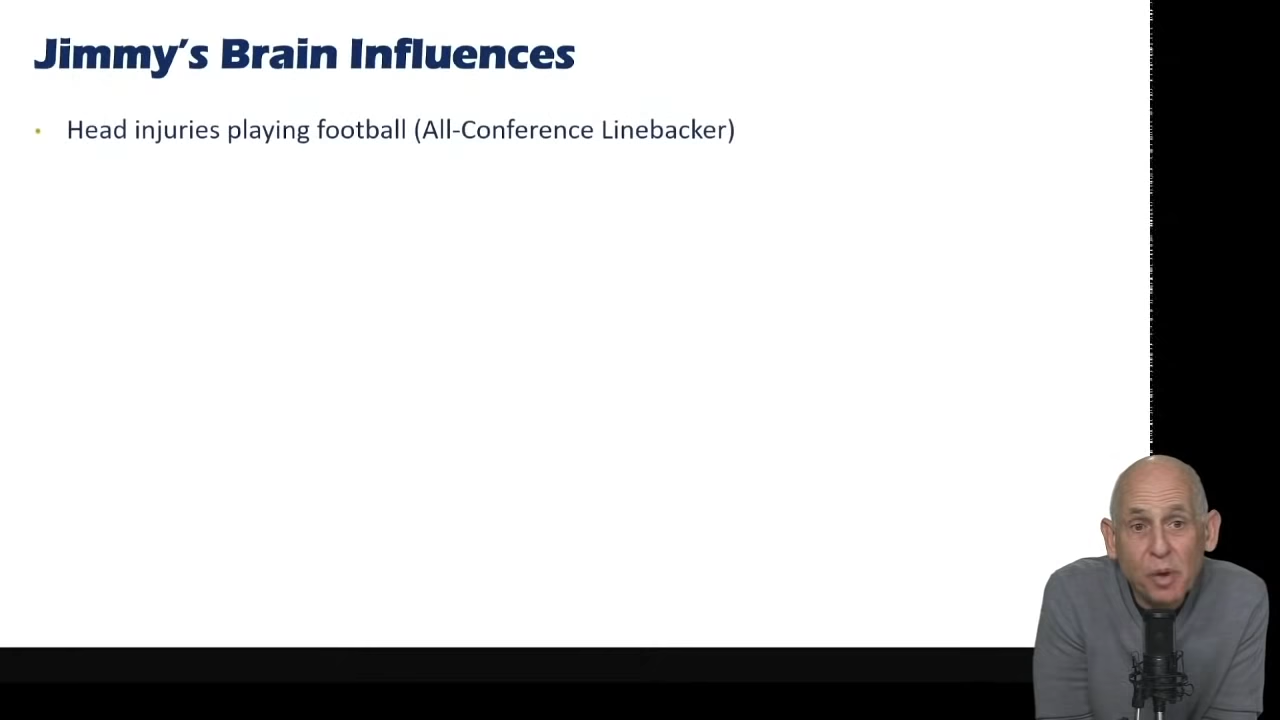 Jimmy's Brain Influences
• Head injuries playing football (All-Conference Linebacker)